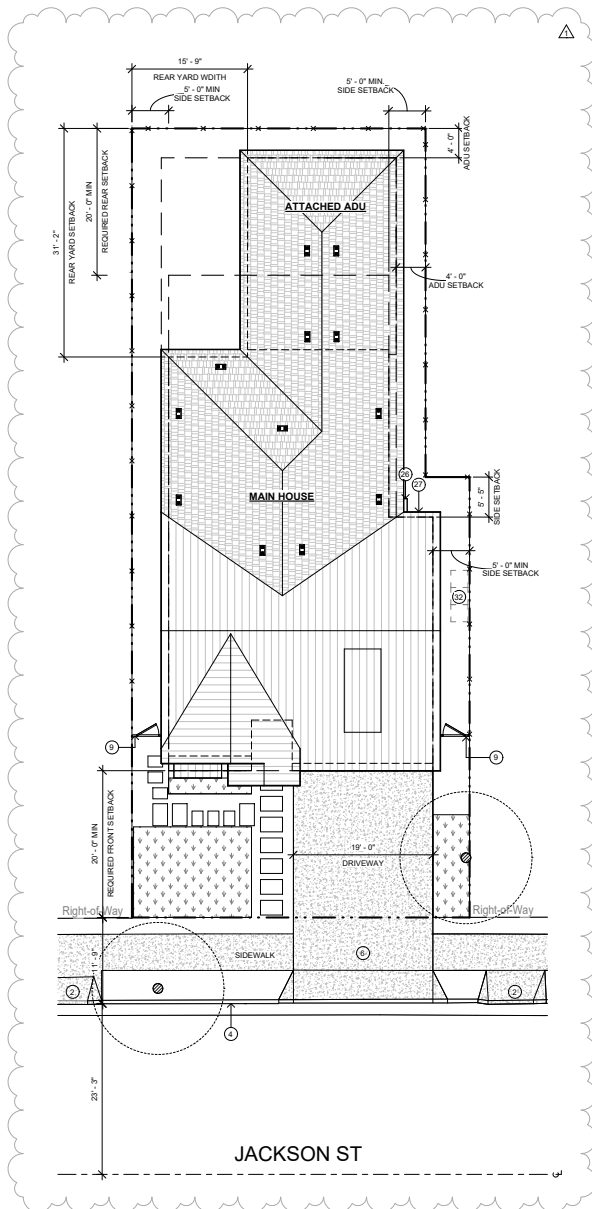 1
15' - 9"
REAR YARD WDITH
5' - 0" MIN
SIDE SETBACK
5' - 0" MIN.
SIDE SETBACK
4' - 0"
ADU SETBACK
20' - 0" MIN
REQUIRED REAR SETBACK
31' - 2"
REAR YARD SETBACK
ATTACHED ADU
4' - 0"
ADU SETBACK
26
27
MAIN HOUSE
5' - 5"
SIDE SETBACK
5' - 0" MIN
SIDE SETBACK
32
9
9
20' - 0" MIN
REQUIRED FRONT SETBACK
19' - 0"
DRIVEWAY
Right-of-Way
Right-of-Way
11' - 9"
SIDEWALK
6
2
2
4
23' - 3"
JACKSON ST